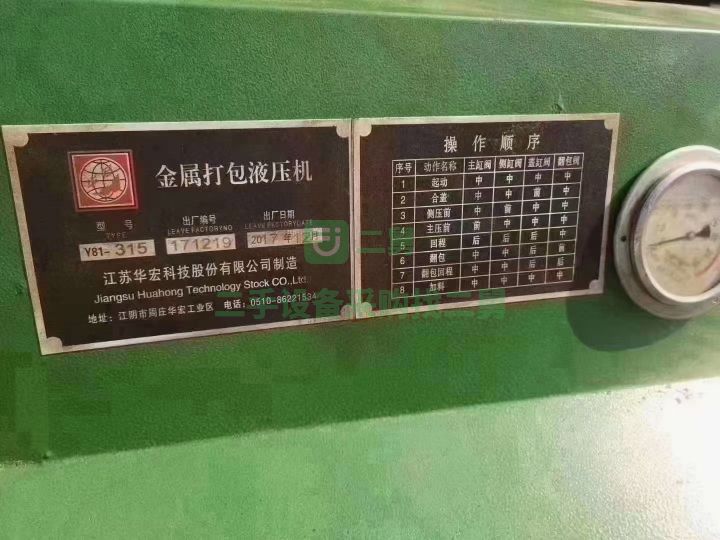 金属打包液压机
型 号
TYPE
出厂编号
LEAVE FACTORYNO
出厂日期
LEAVE FACTORYDATE
Y81-315
171219
2017年12月
江苏华宏科技股份有限公司制造
Jiangsu Huahong Technology Stock CO.,Ltd.
地址:江阴市周庄华宏工业区 电话:0510-86221534
操作顺序
序号 动作名称 主缸阀 侧缸阀 盖缸阀 翻包阀
1 起动 中 中 中 中
2 合盖 中 中 前 中
3 侧压前 中 前 中 中
4 主压前 前 中 中 中
5 回程 后 后 后 中
6 翻包 中 中
7 翻包回程 中 中 中 后
8 加料 中 中 中 中
二舅
二手设备采购找二舅